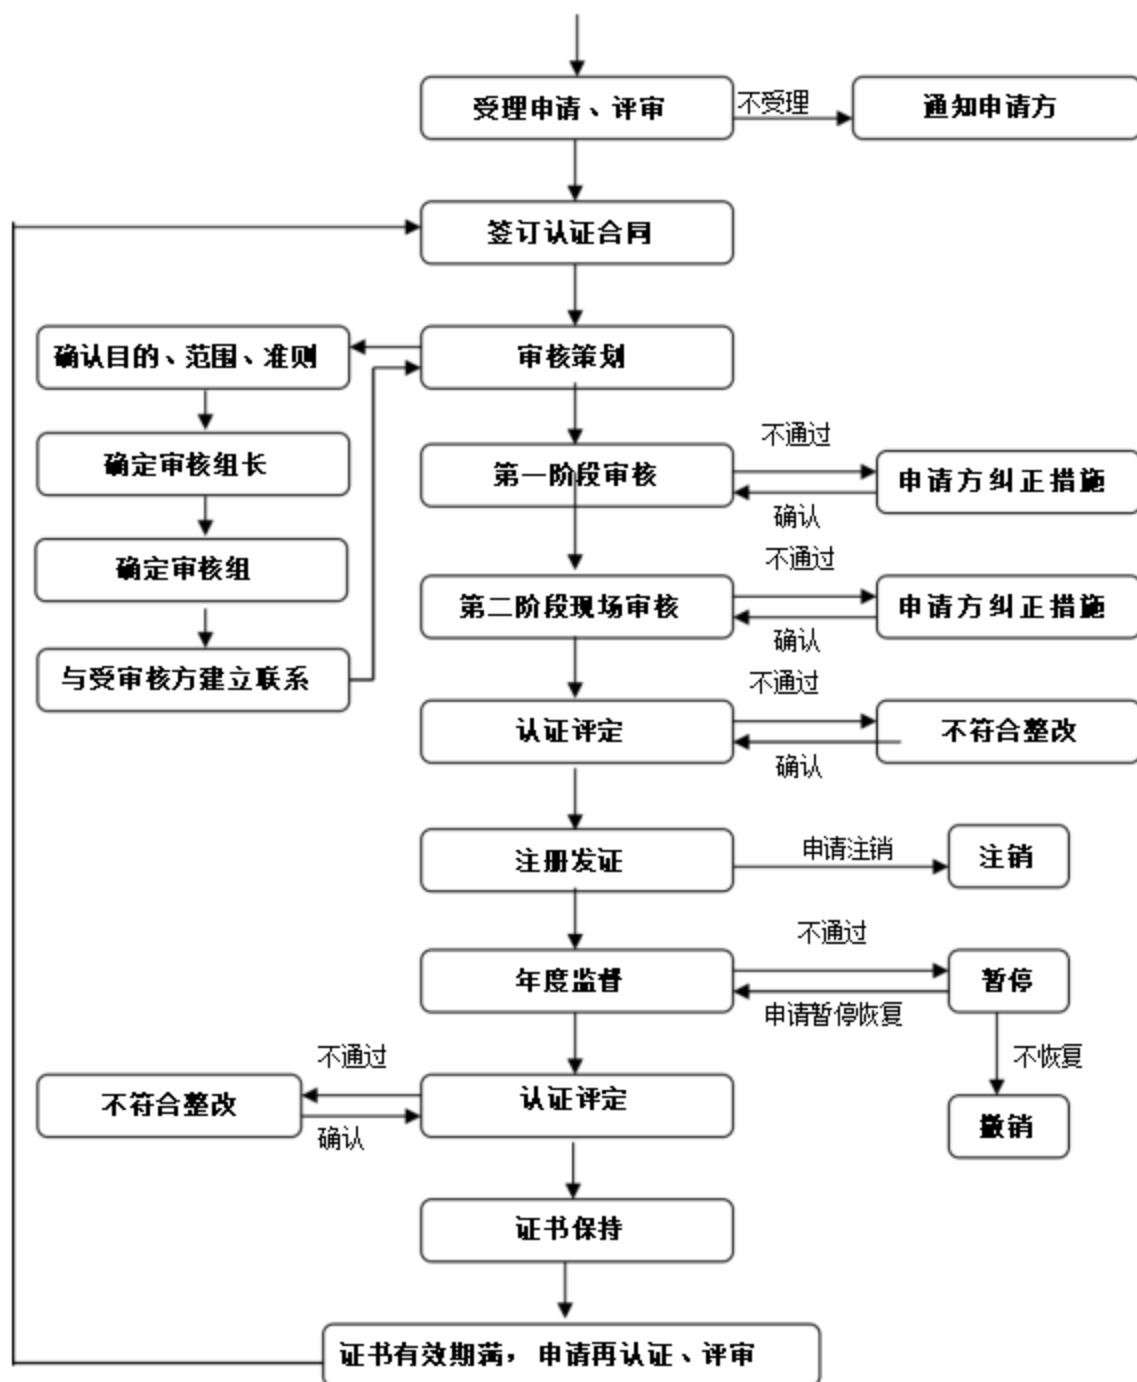 受理申请、评审
不受理
通知申请方
签订认证合同
确认目的、范围、准则
审核策划
不通过
确定审核组长
第一阶段审核
申请方纠正措施
确认
确定审核组
不通过
第二阶段现场审核
申请方纠正措施
确认
与受审核方建立联系
不通过
认证评定
不符合整改
确认
注册发证
申请注销
注销
不通过
年度监督
暂停
申请暂停恢复
不通过
不恢复
不符合整改
认证评定
确认
撤销
证书保持
证书有效期满，申请再认证、评审